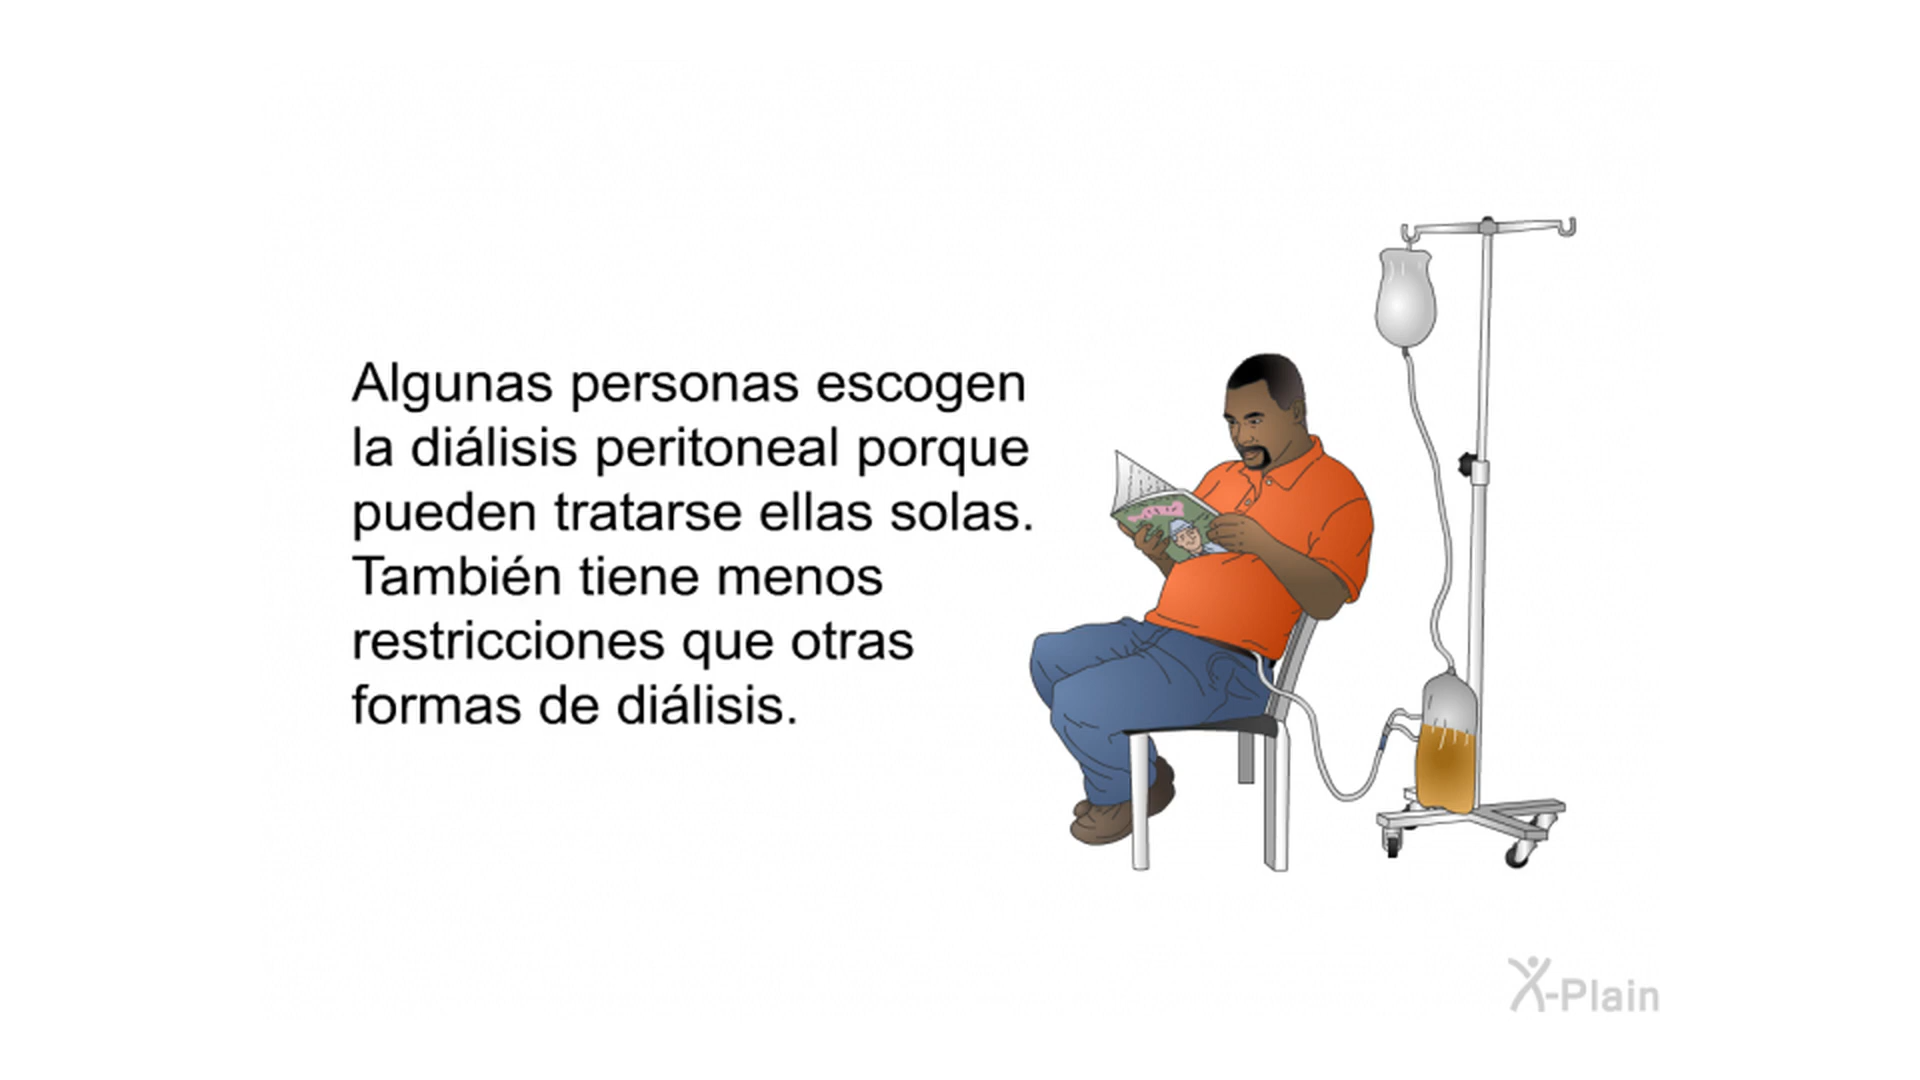 Algunas personas escogen
la diálisis peritoneal porque
pueden tratarse ellas solas.
También tiene menos
restricciones que otras
formas de diálisis.
X-Plain